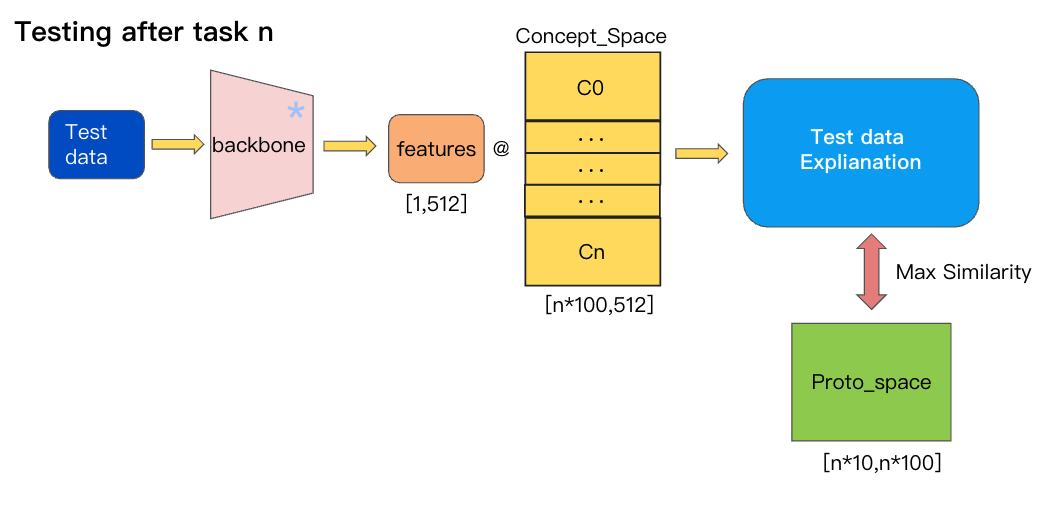 Testing after task n
Concept_Space
Test
data
*
backbone
features
@
[1,512]
C0
...
...
...
Cn
[n*100,512]
Test data
Explianation
Max Similarity
Proto_space
[n*10,n*100]